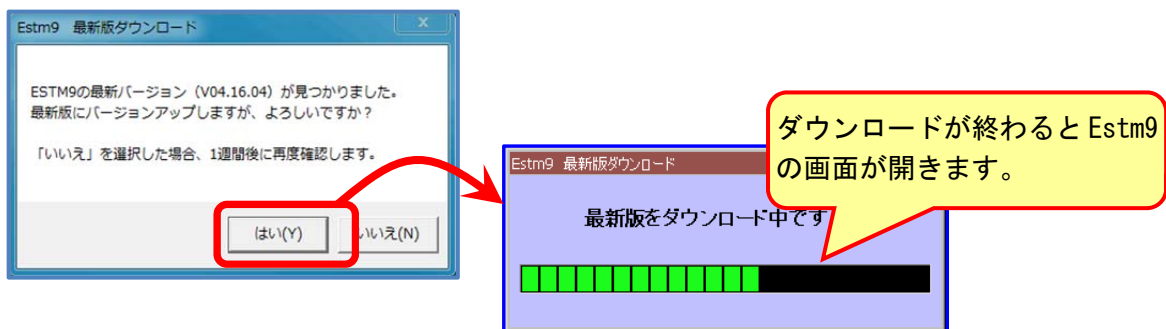 Estm9 最新版ダウンロード
ESTM9の最新バージョン（V04.16.04）が見つかりました。
最新版にバージョンアップしますが、よろしいですか？
「いいえ」を選択した場合、1週間後に再度確認します。
はい(Y)
いいえ(N)
ダウンロードが終わると Estm9
の画面が開きます。
Estm9 最新版ダウンロード
最新版をダウンロード中です